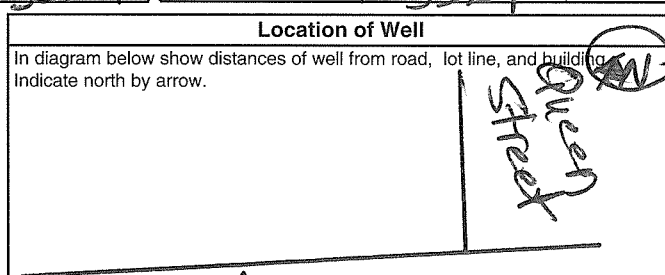 Location of Well
In diagram below show distances of well from road, lot line, and building.
Indicate north by arrow.
N
Queen
Street